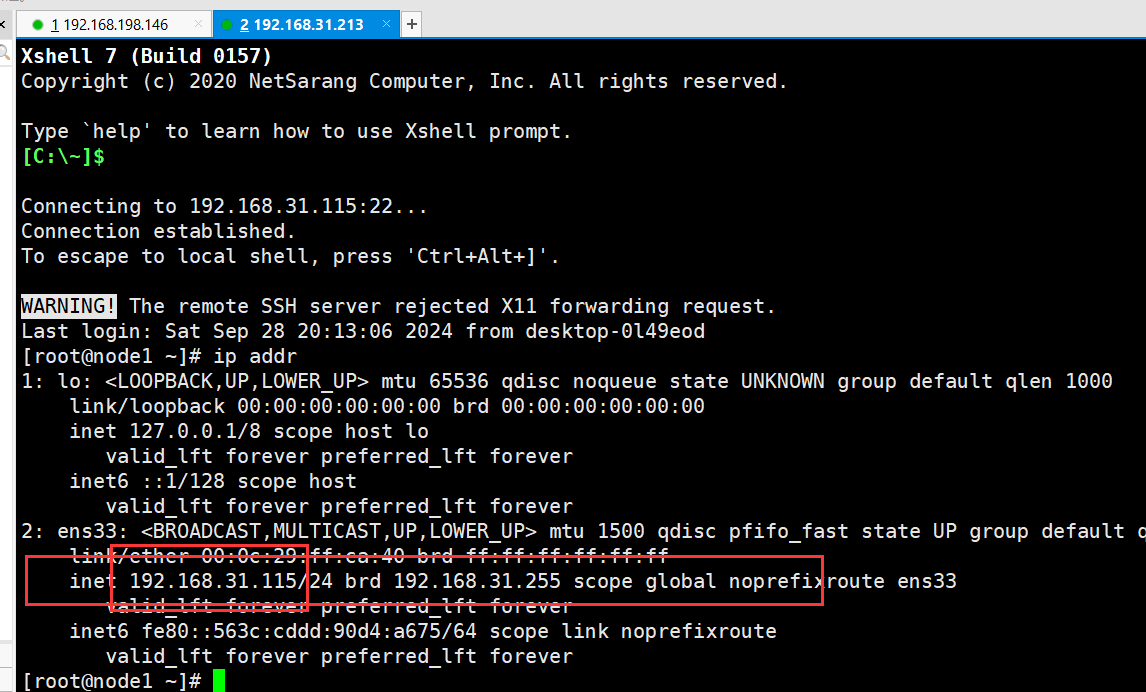 1 192.168.198.146
2 192.168.31.213
Xshell 7 (Build 0157)
Copyright (c) 2020 NetSarang Computer, Inc. All rights reserved.
Type `help' to learn how to use Xshell prompt.
[C:\~]$
Connecting to 192.168.31.115:22...
Connection established.
To escape to local shell, press 'Ctrl+Alt+]'.
WARNING! The remote SSH server rejected X11 forwarding request.
Last login: Sat Sep 28 20:13:06 2024 from desktop-0l49eod
[root@node1 ~]# ip addr
1: lo: <LOOPBACK,UP,LOWER_UP> mtu 65536 qdisc noqueue state UNKNOWN group default qlen 1000
link/loopback 00:00:00:00:00:00 brd 00:00:00:00:00:00
inet 127.0.0.1/8 scope host lo
valid_lft forever preferred_lft forever
inet6 ::1/128 scope host
valid_lft forever preferred_lft forever
2: ens33: <BROADCAST,MULTICAST,UP,LOWER_UP> mtu 1500 qdisc pfifo_fast state UP group default q
link/ether 00:0c:29:ff:ca:40 brd ff:ff:ff:ff:ff:ff
inet 192.168.31.115/24 brd 192.168.31.255 scope global noprefixroute ens33
valid_lft forever preferred_lft forever
inet6 fe80::563c:cddd:90d4:a675/64 scope link noprefixroute
valid_lft forever preferred_lft forever
[root@node1 ~]#